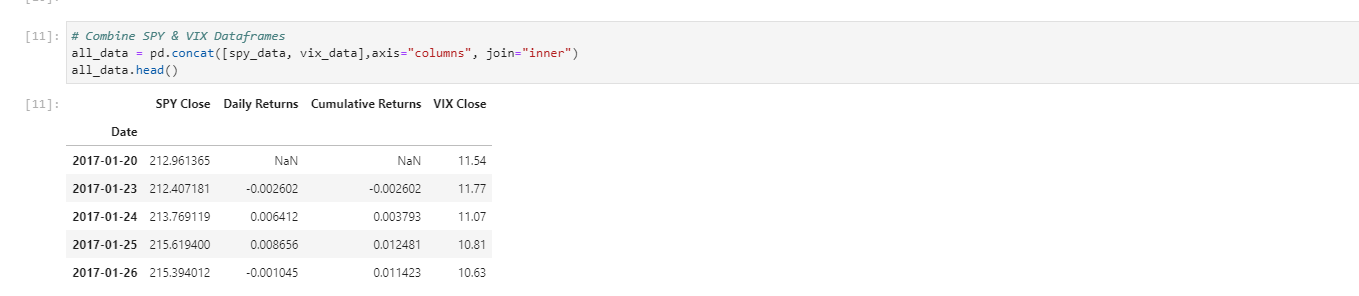 [11]: # Combine SPY & VIX Dataframes
all_data = pd.concat([spy_data, vix_data],axis="columns", join="inner")
all_data.head()
[11]: SPY Close Daily Returns Cumulative Returns VIX Close
Date
2017-01-20 212.961365 NaN NaN 11.54
2017-01-23 212.407181 -0.002602 -0.002602 11.77
2017-01-24 213.769119 0.006412 0.003793 11.07
2017-01-25 215.619400 0.008656 0.012481 10.81
2017-01-26 215.394012 -0.001045 0.011423 10.63